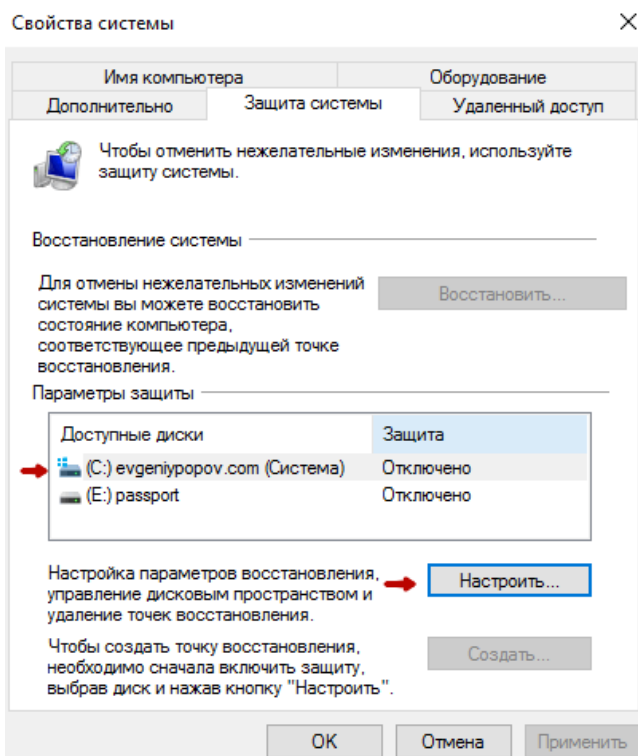 Свойства системы
Имя компьютера
Оборудование
Дополнительно
Защита системы
Удаленный доступ
Чтобы отменить нежелательные изменения, используйте
защиту системы.
Восстановление системы
Для отмены нежелательных изменений
системы вы можете восстановить
состояние компьютера,
соответствующее предыдущей точке
восстановления.
Восстановить...
Параметры защиты
Доступные диски
Защита
(C:) evgeniypopov.com (Система)
Отключено
(E:) passport
Отключено
Настройка параметров восстановления,
управление дисковым пространством и
удаление точек восстановления.
Настроить...
Чтобы создать точку восстановления,
необходимо сначала включить защиту,
выбрав диск и нажав кнопку "Настроить".
Создать...
OK
Отмена
Применить